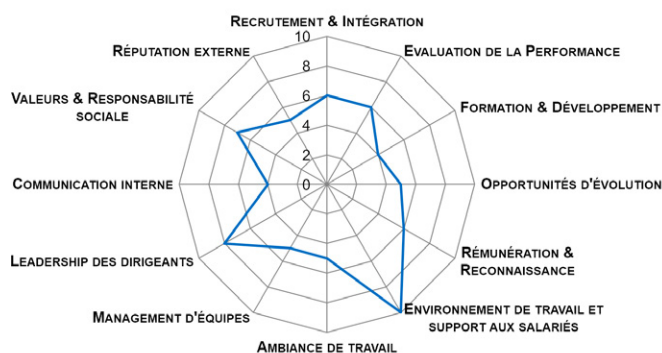 RECRUTEMENT & INTÉGRATION
EVALUATION DE LA PERFORMANCE
FORMATION & DÉVELOPPEMENT
OPPORTUNITÉS D'ÉVOLUTION
RÉMUNÉRATION &
RECONNAISSANCE
ENVIRONNEMENT DE TRAVAIL ET
SUPPORT AUX SALARIÉS
AMBIANCE DE TRAVAIL
MANAGEMENT D'ÉQUIPES
LEADERSHIP DES DIRIGEANTS
COMMUNICATION INTERNE
VALEURS & RESPONSABILITÉ
SOCIALE
RÉPUTATION EXTERNE
10
8
6
4
2
0